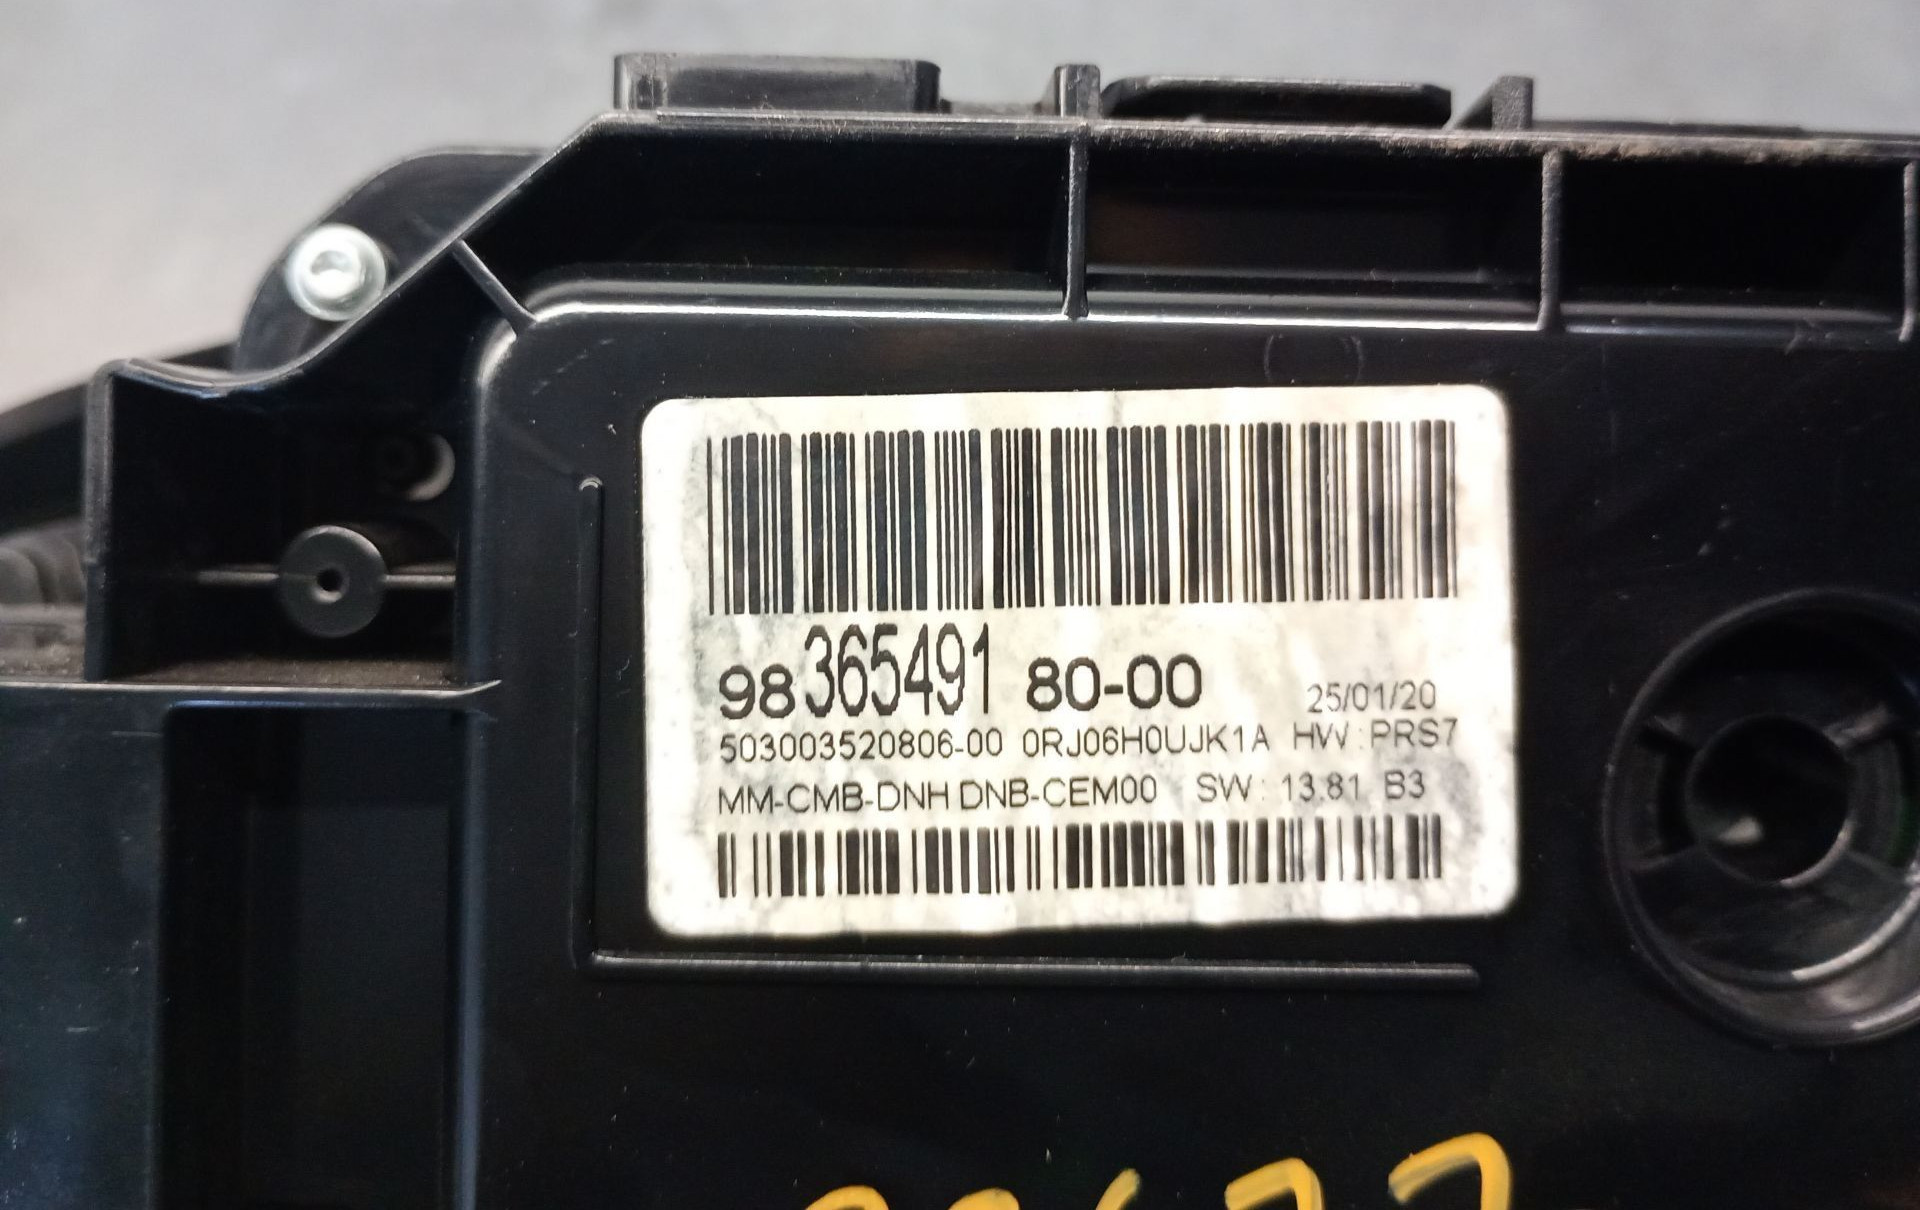 98 365491 80-00 25/01/20
503003520806-00 0RJ06H0UJK1A HW:PRS7
MM-CMB-DNH DNB-CEM00 SW: 13.81 B3